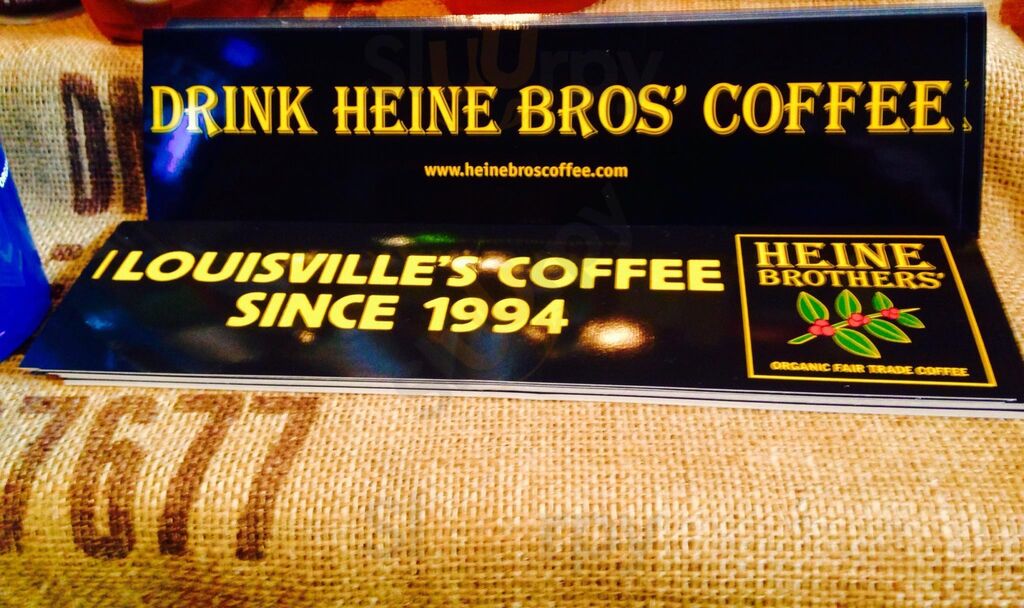 DRINK HEINE BROS' COFFEE
www.heinebroscoffee.com
LOUISVILLE'S COFFEE
SINCE 1994
HEINE
BROTHERS'
ORGANIC FAIR TRADE COFFEE
7677